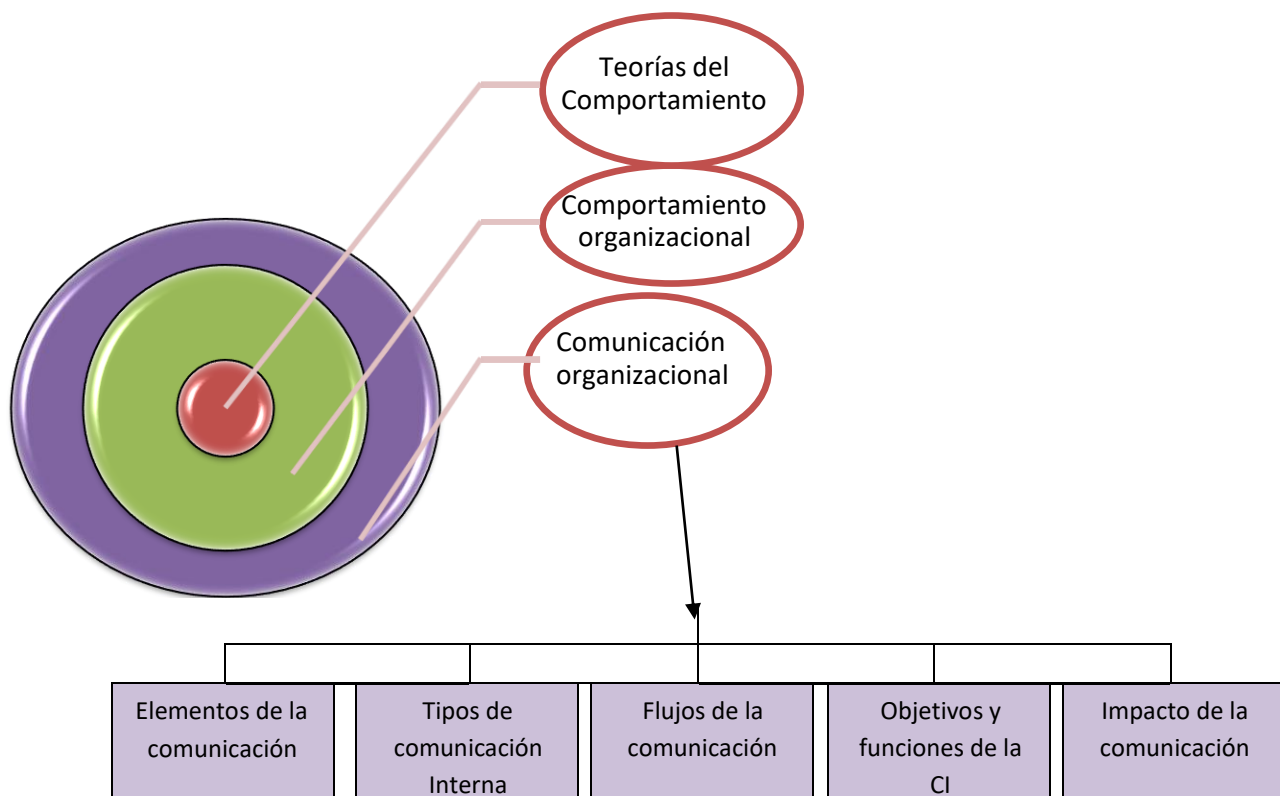 Teorías del
Comportamiento
Comportamiento
organizacional
Comunicación
organizacional
Elementos de la
comunicación
Tipos de
comunicación
Interna
Flujos de la
comunicación
Objetivos y
funciones de la
CI
Impacto de la
comunicación